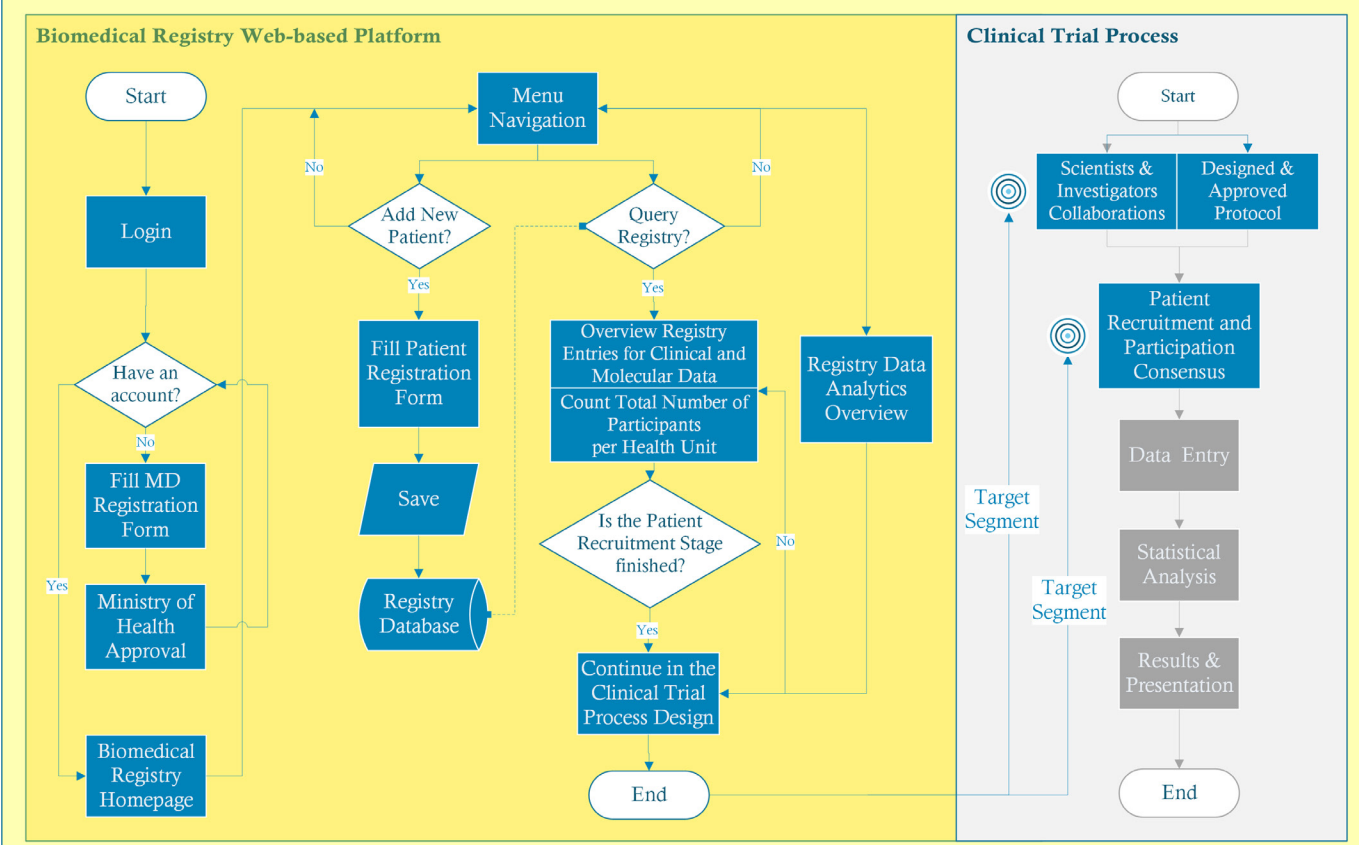 Biomedical Registry Web-based Platform
Start
Login
Have an
account?
No
Yes
Fill MD
Registration
Form
Ministry of
Health
Approval
Biomedical
Registry
Homepage
Menu
Navigation
No
Add New
Patient?
Yes
Fill Patient
Registration
Form
Save
Registry
Database
No
Query
Registry?
Yes
Overview Registry
Entries for Clinical and
Molecular Data
Count Total Number of
Participants
per Health Unit
Is the Patient
Recruitment Stage
finished?
No
Yes
Continue in the
Clinical Trial
Process Design
End
Registry Data
Analytics
Overview
Clinical Trial Process
Start
Scientists &
Investigators
Collaborations
Designed &
Approved
Protocol
Patient
Recruitment and
Participation
Consensus
Data Entry
Statistical
Analysis
Results &
Presentation
End
Target
Segment
Target
Segment